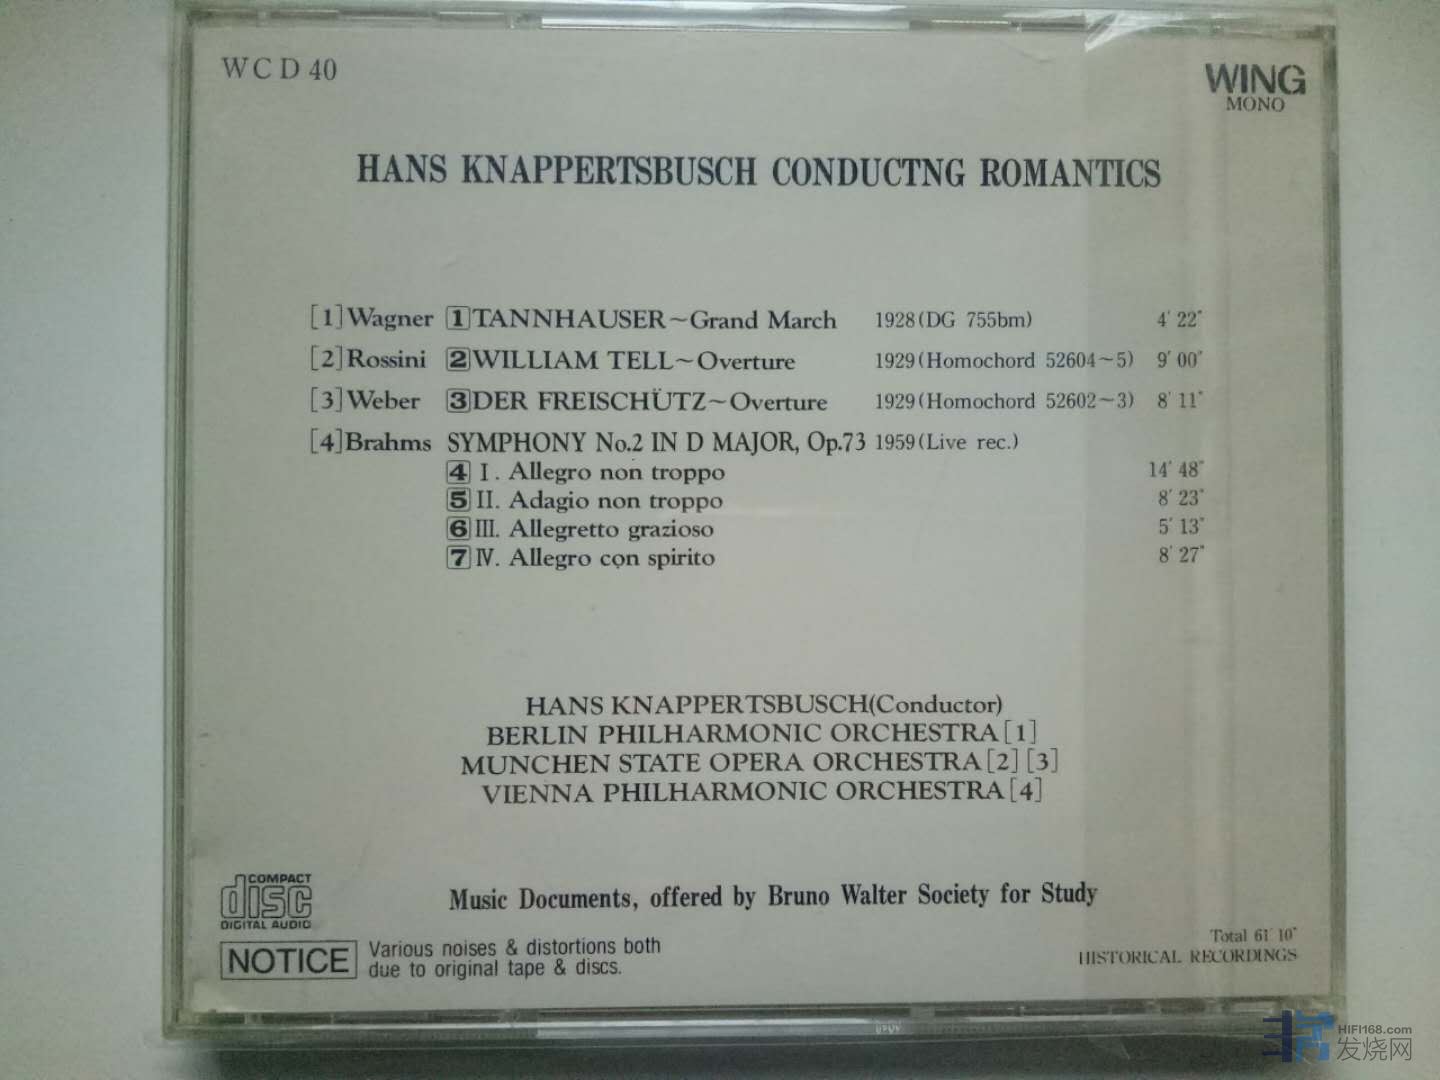 WCD 40
WING
MONO
HANS KNAPPERTSBUSCH CONDUCTNG ROMANTICS
[1] Wagner 1 TANNHAUSER~Grand March 1928(DG 755bm) 4' 22"
[2] Rossini 2 WILLIAM TELL~Overture 1929(Homochord 52604~5) 9' 00"
[3] Weber 3 DER FREISCHÜTZ~Overture 1929(Homochord 52602~3) 8' 11"
[4] Brahms SYMPHONY No.2 IN D MAJOR, Op.73 1959(Live rec.)
4 I. Allegro non troppo 14' 48"
5 II. Adagio non troppo 8' 23"
6 III. Allegretto grazioso 5' 13"
7 IV. Allegro con spirito 8' 27"
HANS KNAPPERTSBUSCH(Conductor)
BERLIN PHILHARMONIC ORCHESTRA[1]
MUNCHEN STATE OPERA ORCHESTRA[2][3]
VIENNA PHILHARMONIC ORCHESTRA[4]
COMPACT
disc
DIGITAL AUDIO
Music Documents, offered by Bruno Walter Society for Study
NOTICE
Various noises & distortions both
due to original tape & discs.
Total 61' 10"
HISTORICAL RECORDINGS
HIFI168.com
发烧网